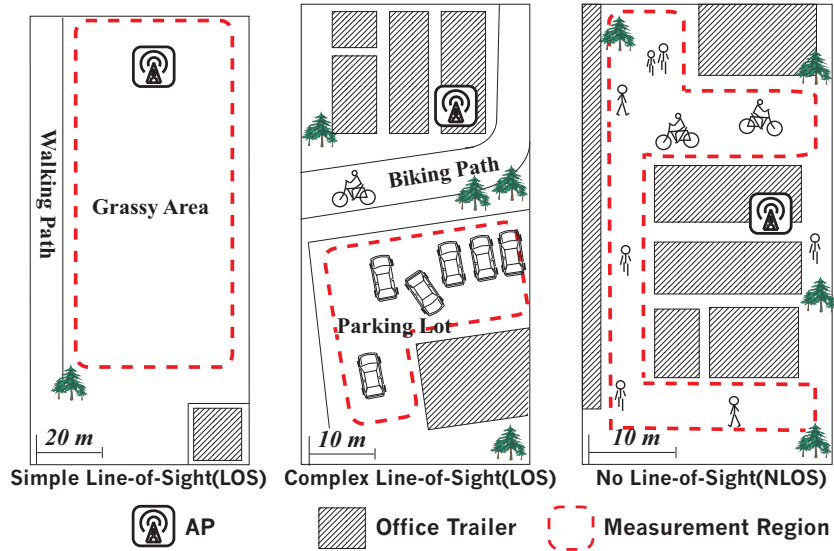 Walking Path
Grassy Area
20 m
Simple Line-of-Sight(LOS)
Biking Path
Parking Lot
10 m
Complex Line-of-Sight(LOS)
10 m
No Line-of-Sight(NLOS)
AP
Office Trailer
Measurement Region